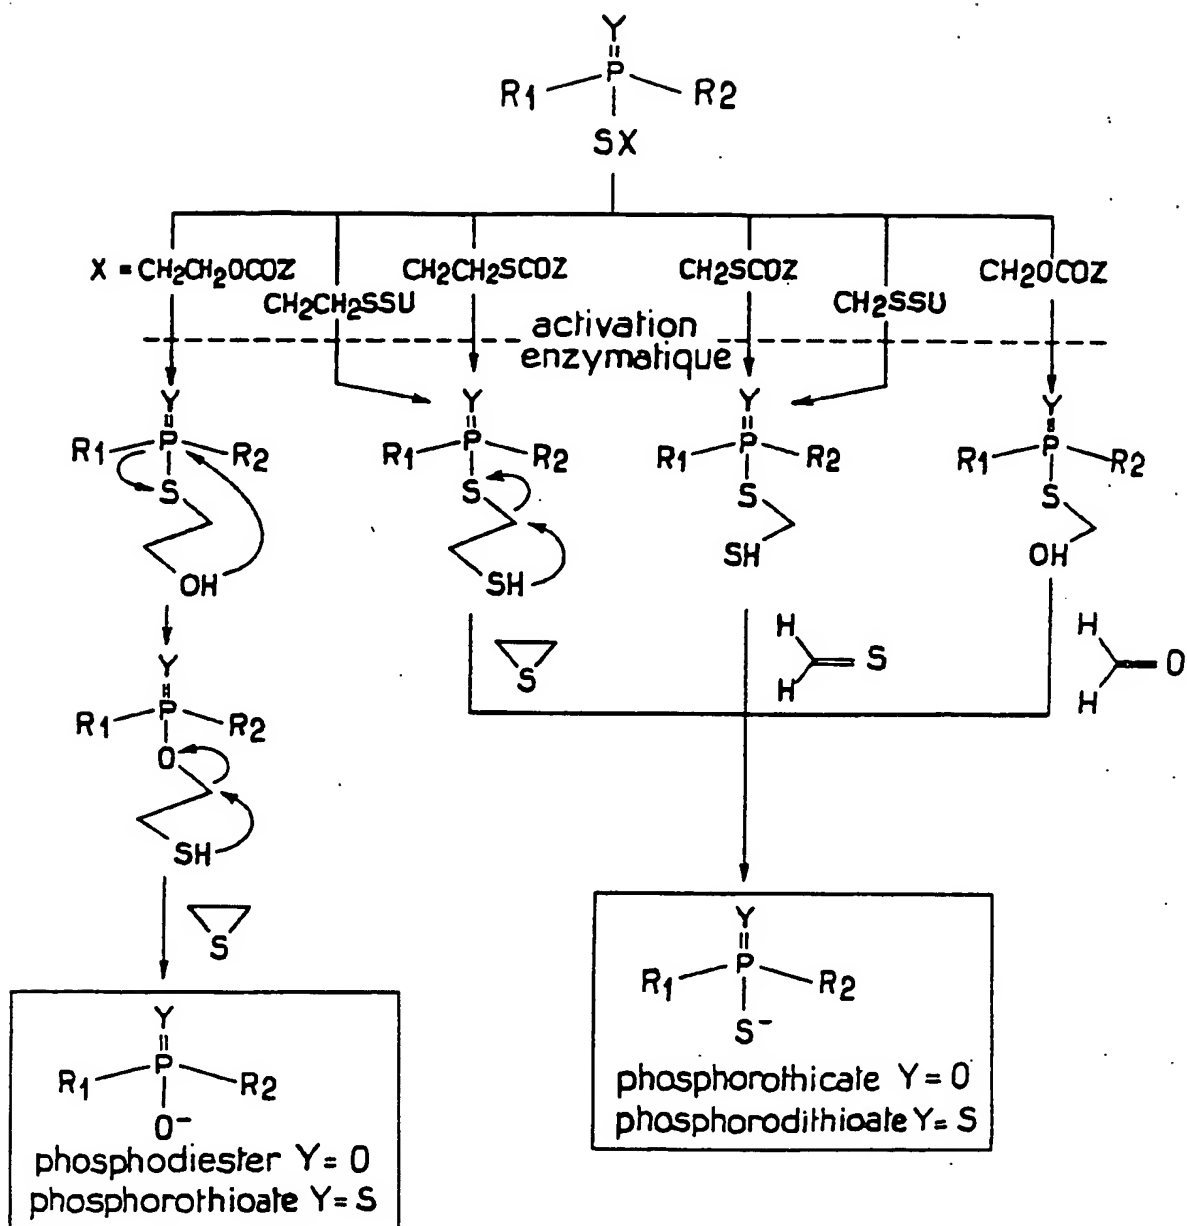 Y
P
R1 R2
SX
X = CH2CH2OCOZ CH2CH2SCOZ CH2SCOZ CH2OCOZ
CH2CH2SSU CH2SSU
activation
enzymatique
Y Y Y Y
P P P P
R1 R2 R1 R2 R1 R2 R1 R2
S S S S
OH SH SH OH
Y
P
R1 R2
O
SH
S
H
S
H
H
O
H
S
Y
P
R1 R2
O-
phosphodiester Y = O
phosphorothioate Y = S
Y
P
R1 R2
S-
phosphorothicate Y = O
phosphorodithioate Y = S